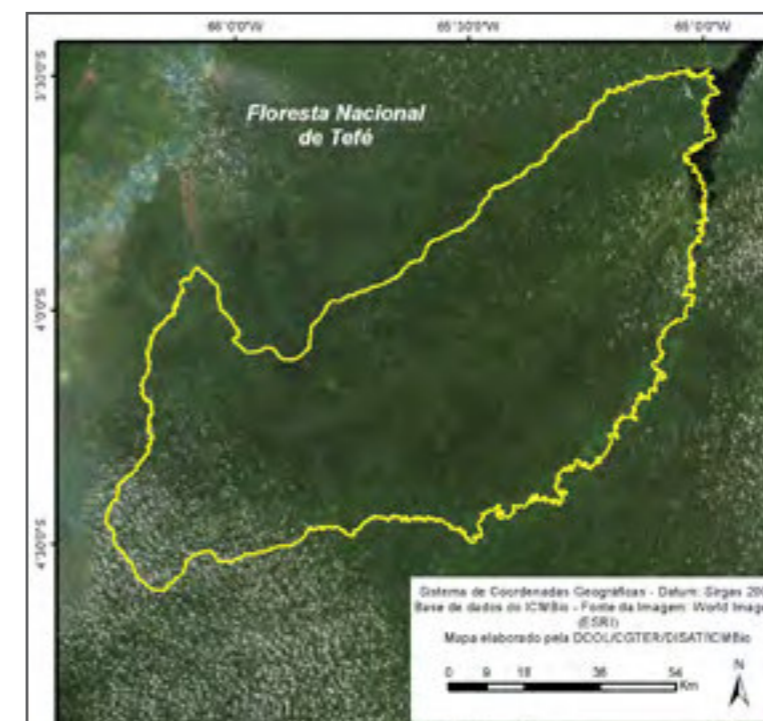 66°0'0"W 65°30'0"W 65°0'0"W
3°30'0"S
Floresta Nacional
de Tefé
4°0'0"S
4°30'0"S
Sistema de Coordenadas Geográficas - Datum: Sirgas 200
Base de dados do ICMBio - Fonte da Imagem: World Image
(ESRI)
Mapa elaborado pela DCOL/CGTER/DISAT/ICMBio
0 9 18 36 54
Km
N